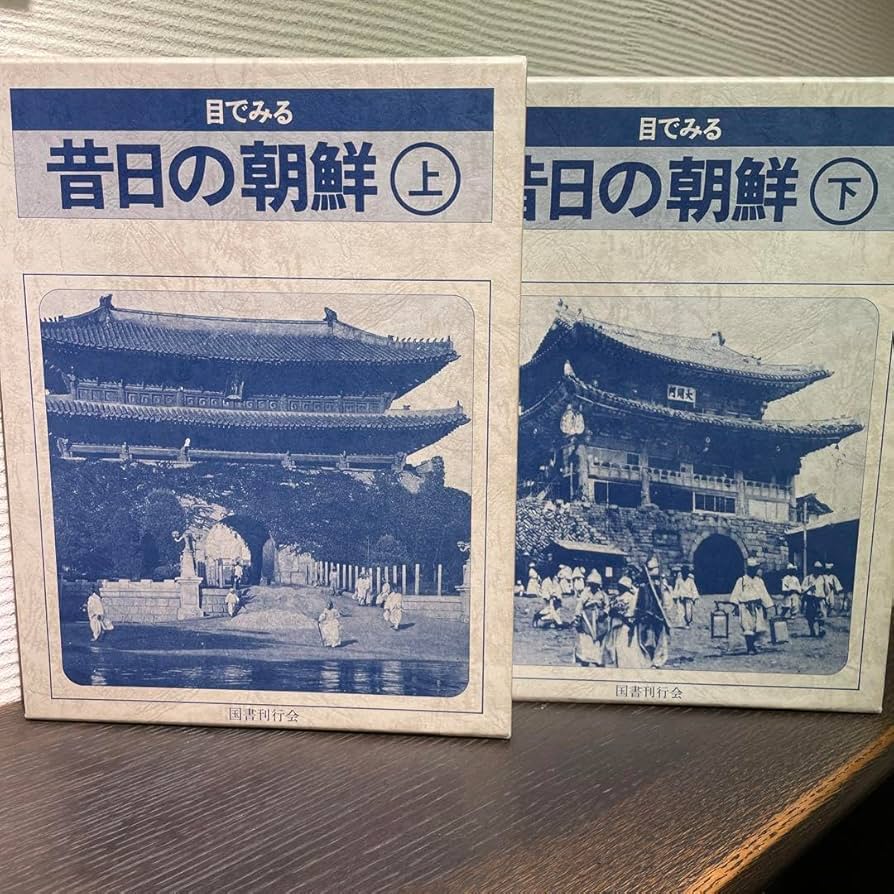 目でみる
昔日の朝鮮 上
国書刊行会
目でみる
昔日の朝鮮 下
国書刊行会